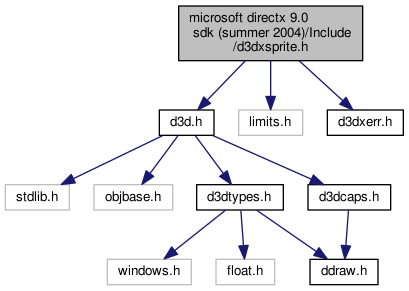 microsoft directx 9.0
sdk (summer 2004)/Include
/d3dxsprite.h
d3d.h
limits.h
d3dxerr.h
stdlib.h
objbase.h
d3dtypes.h
d3dcaps.h
windows.h
float.h
ddraw.h